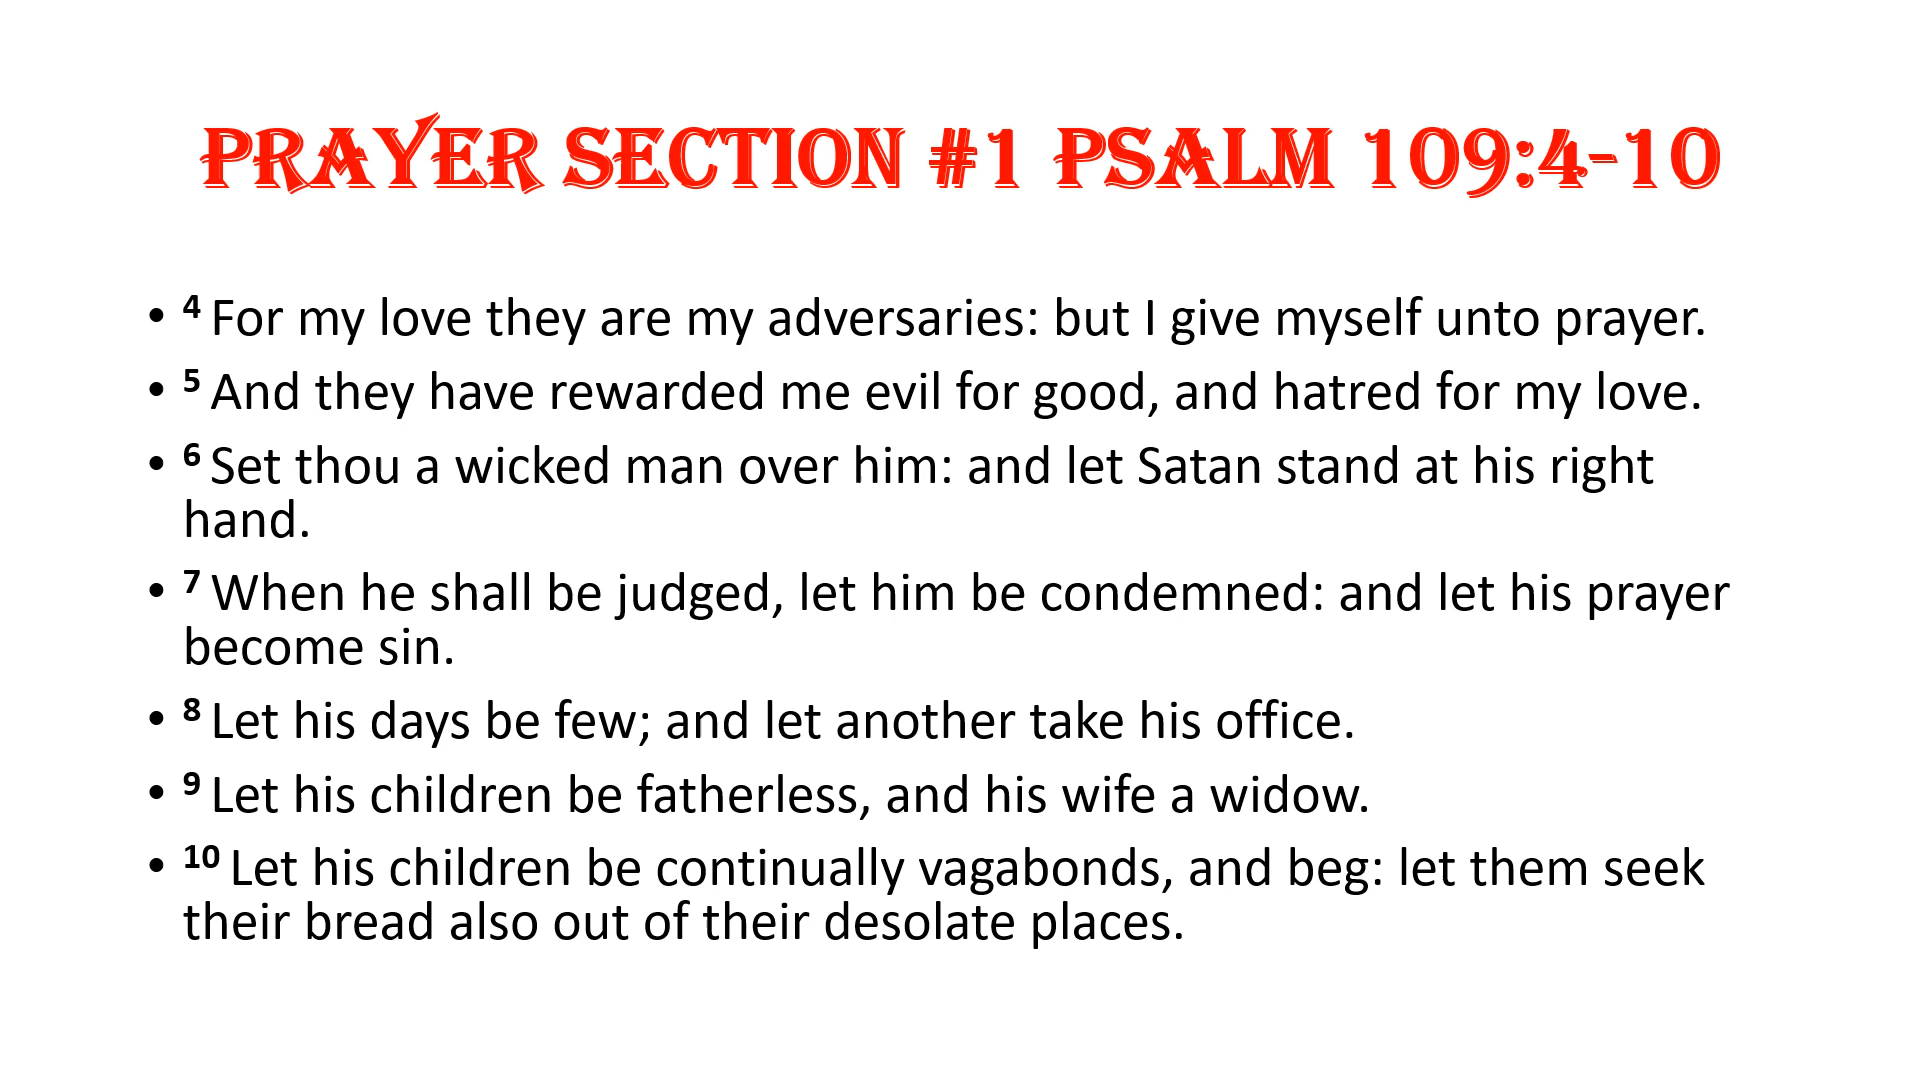 PRAYER SECTION #1 PSALM 109:4-10
• 4 For my love they are my adversaries: but I give myself unto prayer.
• 5 And they have rewarded me evil for good, and hatred for my love.
• 6 Set thou a wicked man over him: and let Satan stand at his right
hand.
• 7 When he shall be judged, let him be condemned: and let his prayer
become sin.
• 8 Let his days be few; and let another take his office.
• 9 Let his children be fatherless, and his wife a widow.
• 10 Let his children be continually vagabonds, and beg: let them seek
their bread also out of their desolate places.